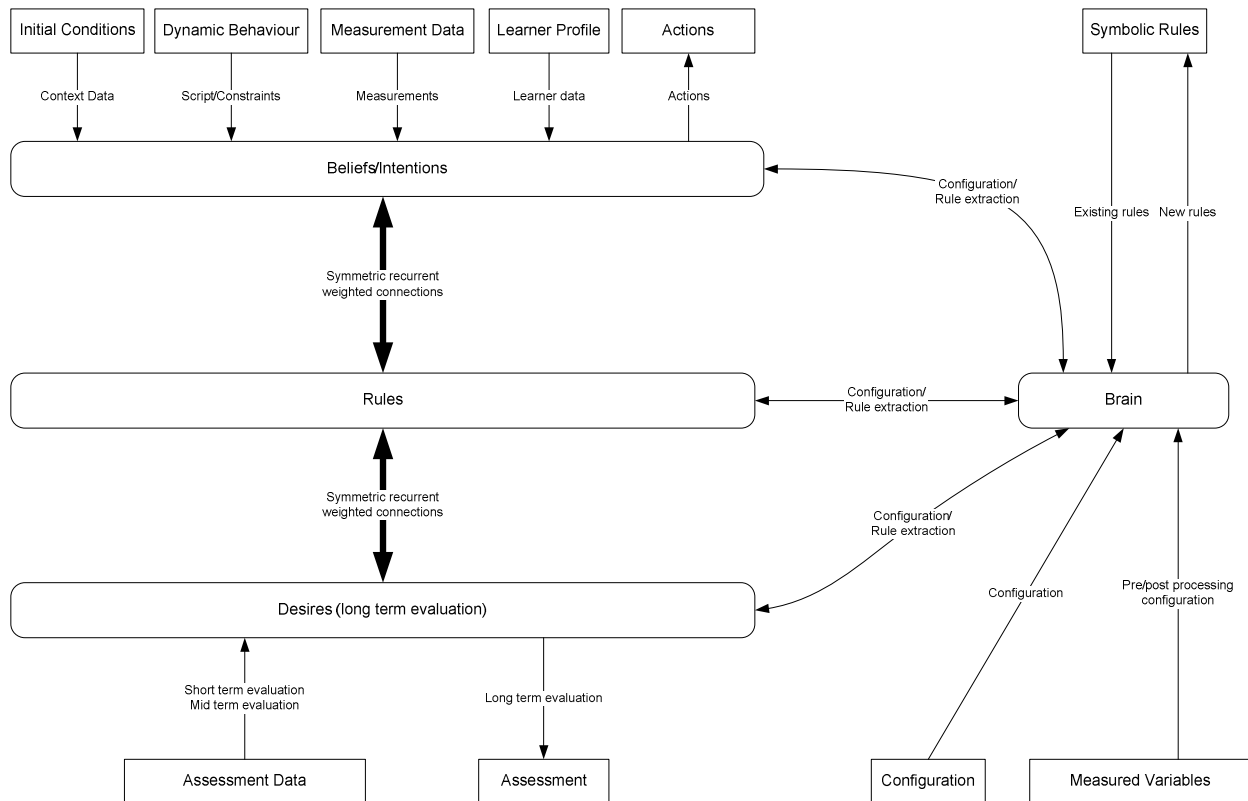 Initial Conditions
Dynamic Behaviour
Measurement Data
Learner Profile
Actions
Symbolic Rules
Context Data
Script/Constraints
Measurements
Learner data
Actions
Beliefs/Intentions
Configuration/
Rule extraction
Existing rules
New rules
Symmetric recurrent
weighted connections
Rules
Configuration/
Rule extraction
Brain
Symmetric recurrent
weighted connections
Configuration/
Rule extraction
Desires (long term evaluation)
Configuration
Pre/post processing
configuration
Short term evaluation
Mid term evaluation
Long term evaluation
Assessment Data
Assessment
Configuration
Measured Variables